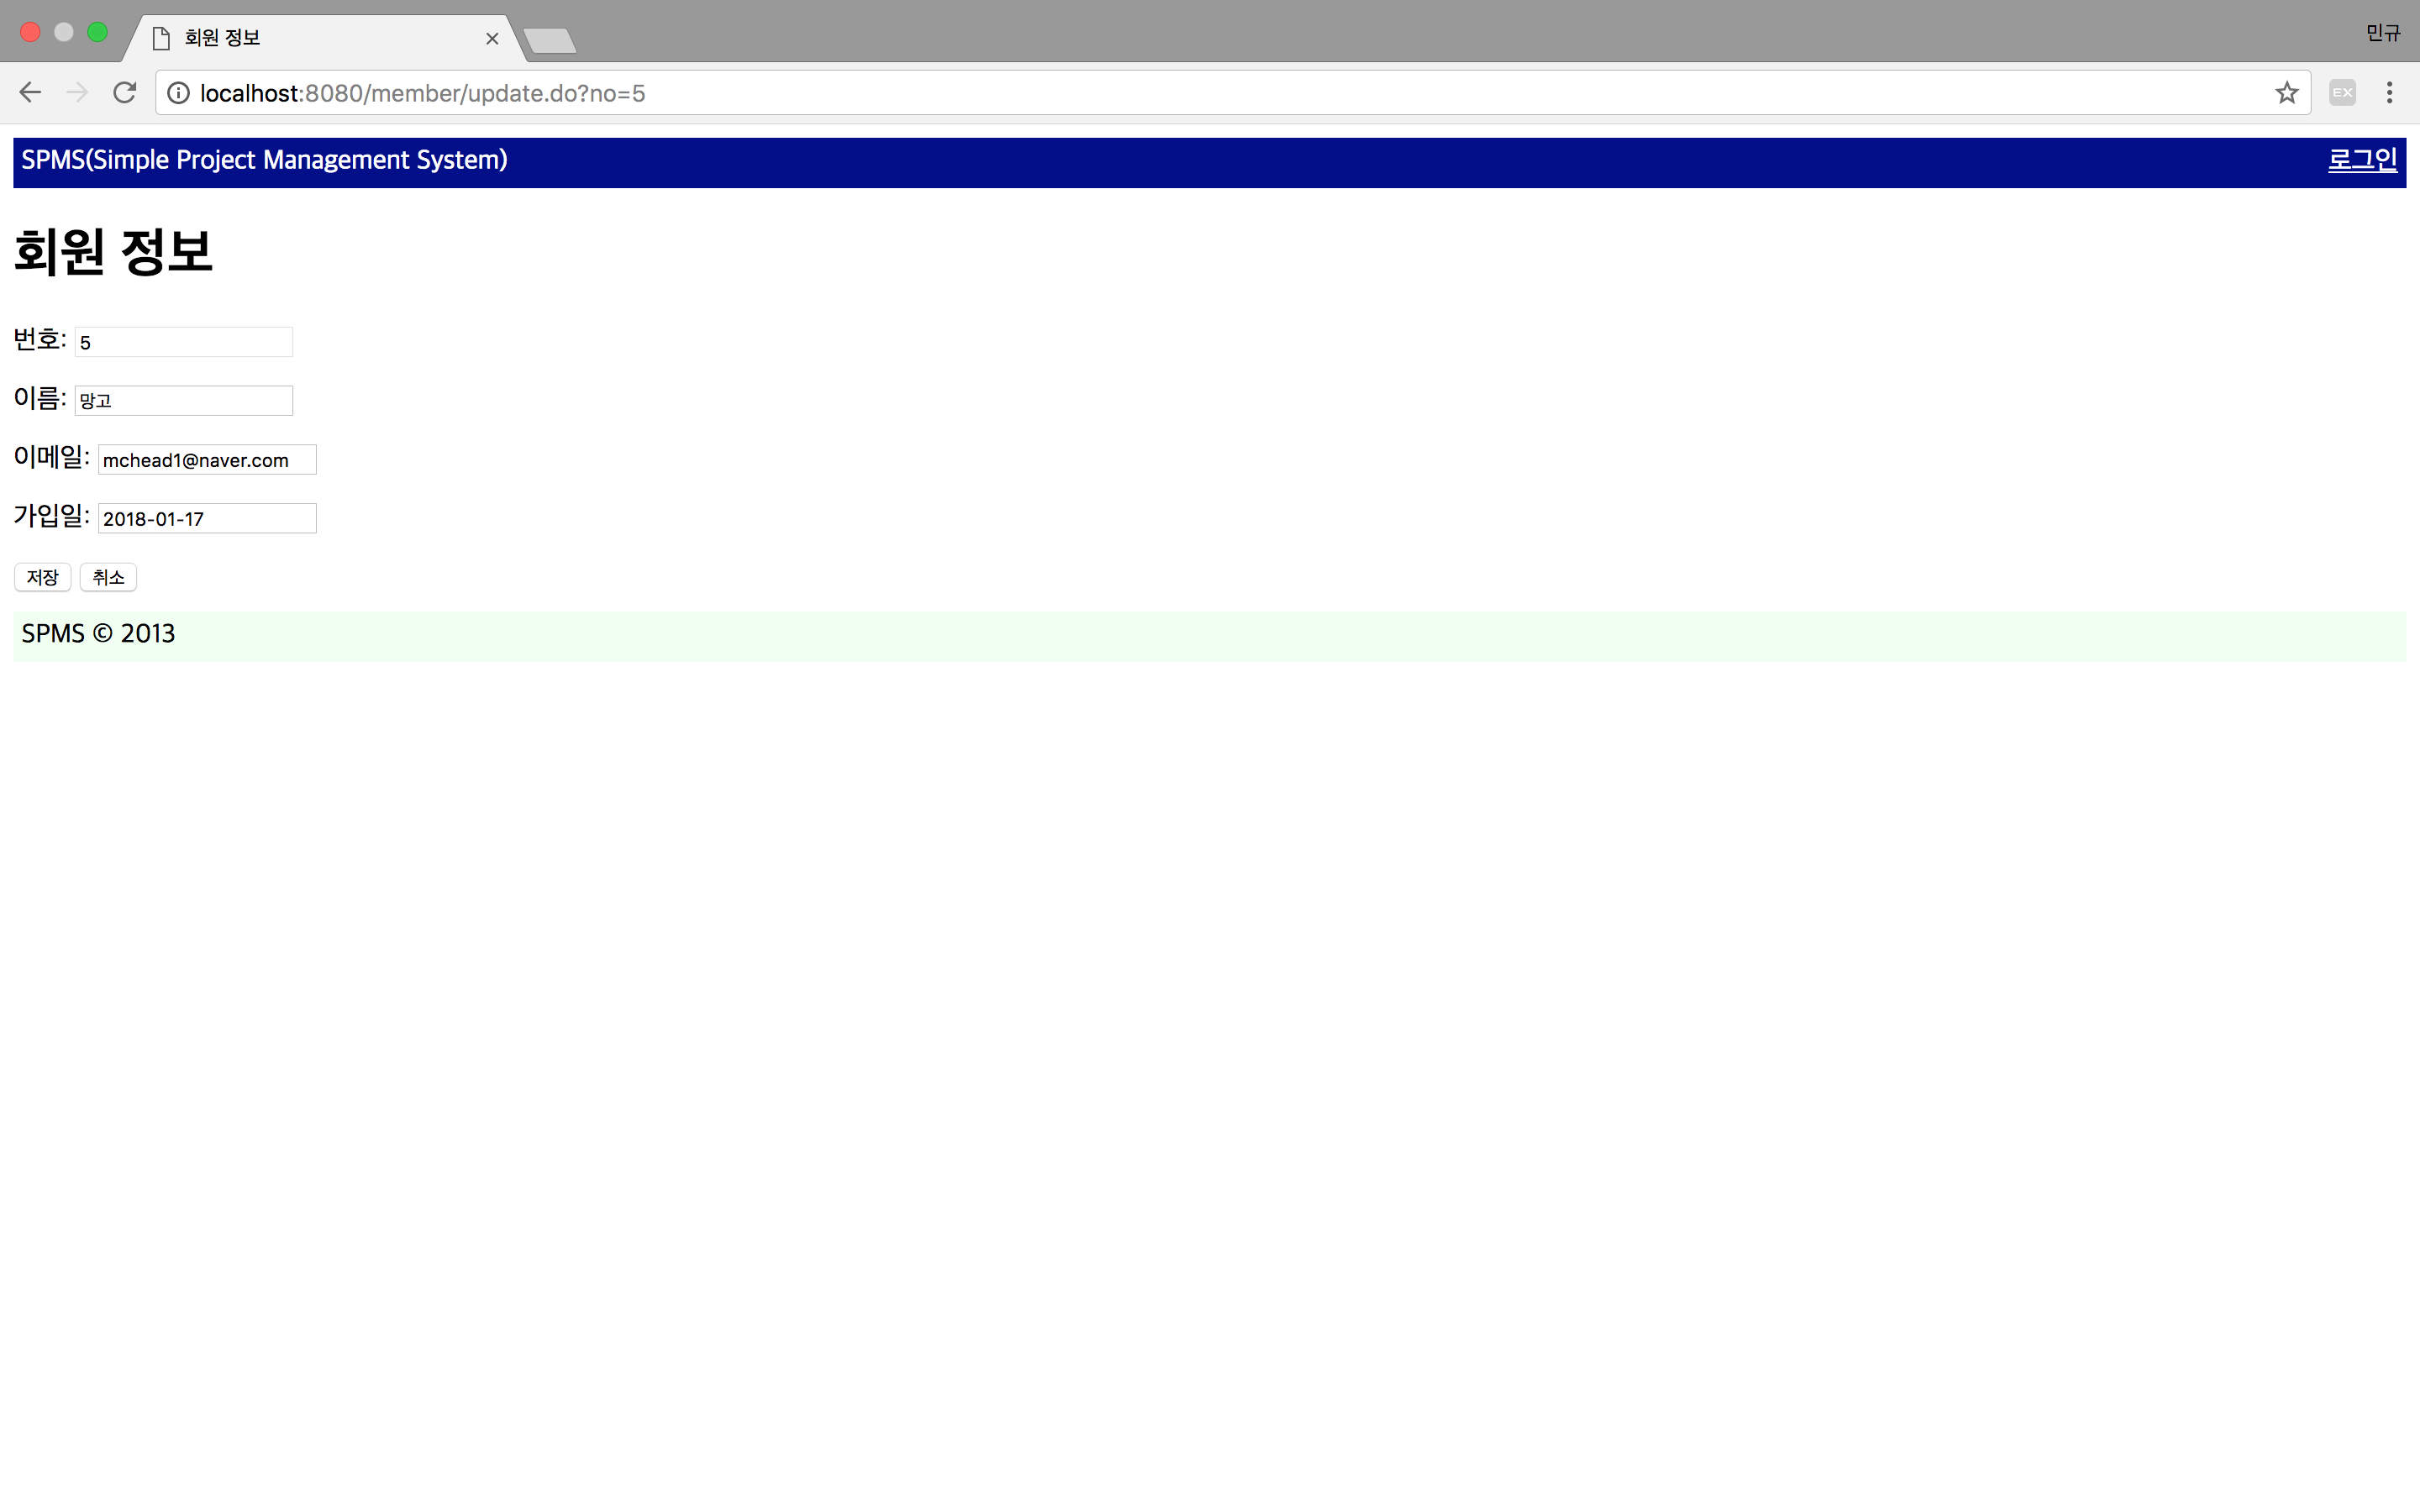 회원 정보
민규
localhost:8080/member/update.do?no=5
EX
SPMS(Simple Project Management System) 로그인
회원 정보
번호: 5
이름: 망고
이메일: mchead1@naver.com
가입일: 2018-01-17
저장 취소
SPMS © 2013